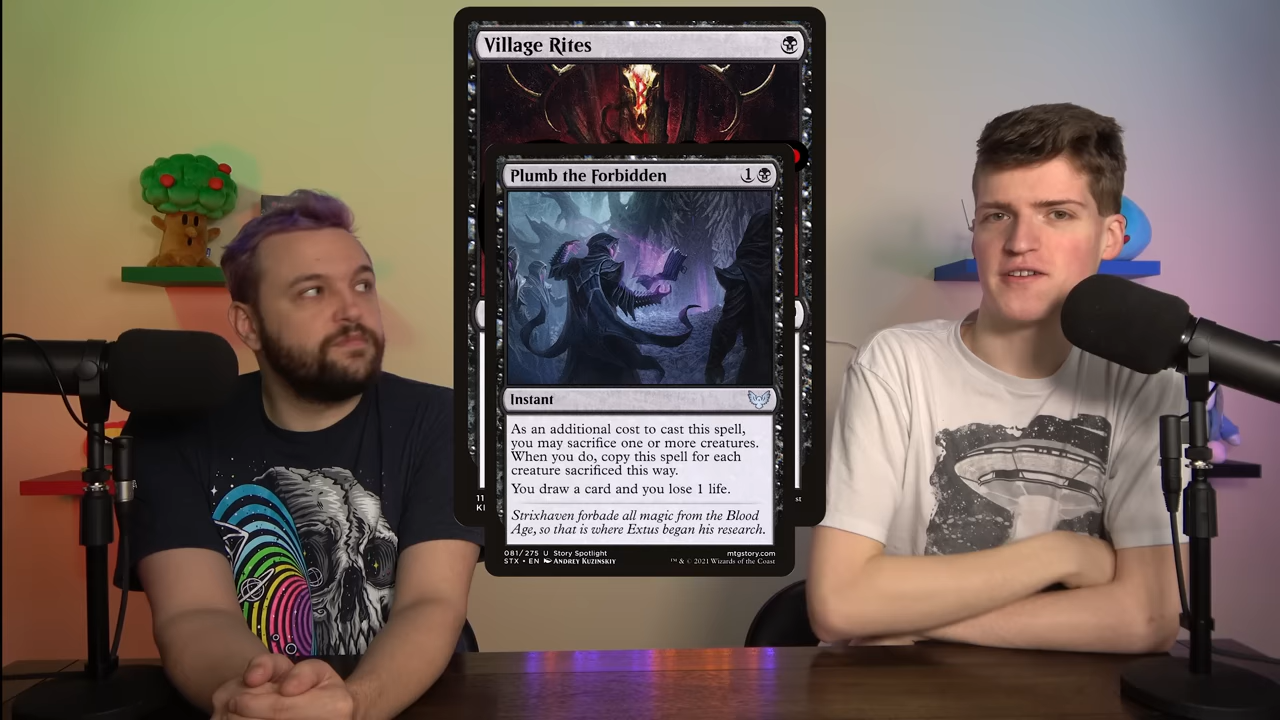 Village Rites
Plumb the Forbidden 1
Instant
As an additional cost to cast this spell,
you may sacrifice one or more creatures.
When you do, copy this spell for each
creature sacrificed this way.
You draw a card and you lose 1 life.
Strixhaven forbade all magic from the Blood
Age, so that is where Extus began his research.
081/275 U Story Spotlight mtgstory.com
STX • EN Andrey Kuzinskiy ™ & © 2021 Wizards of the Coast